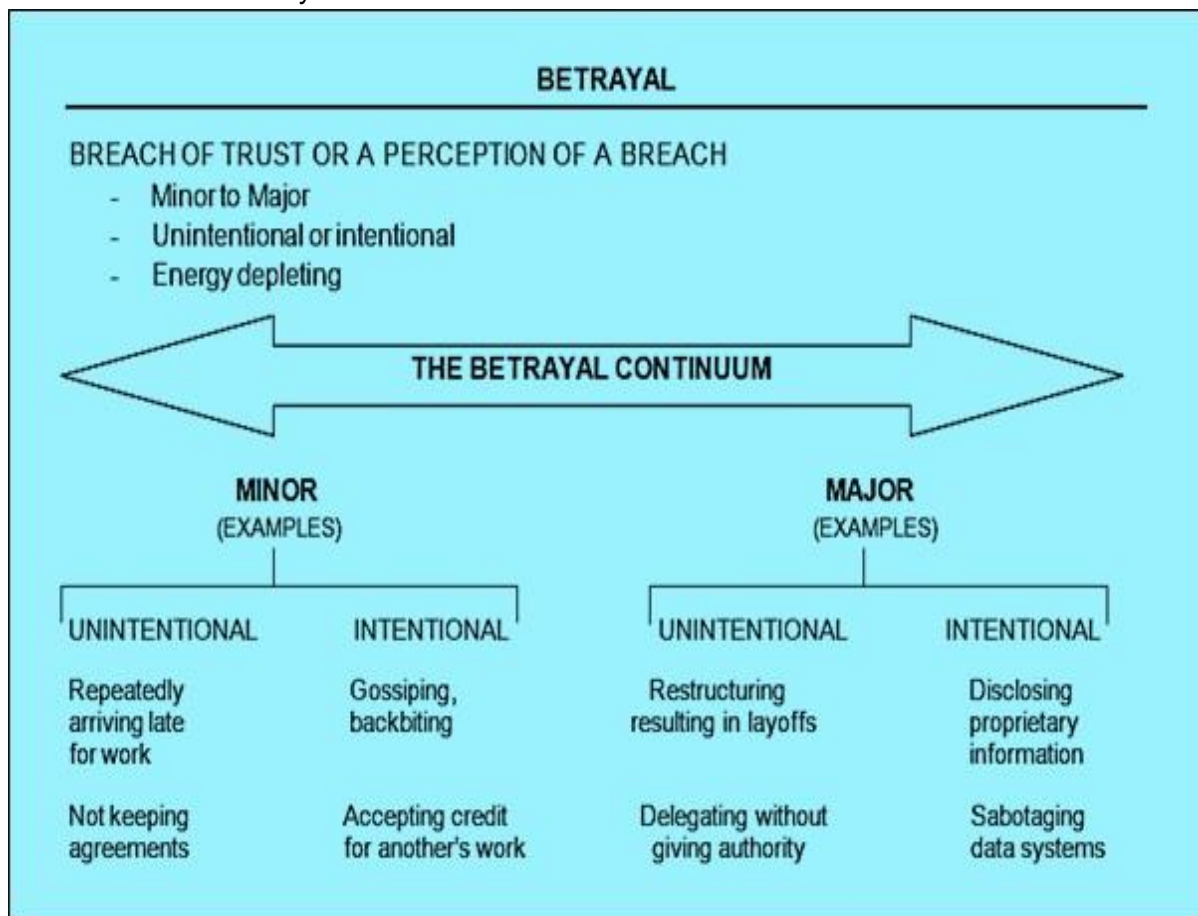 BETRAYAL
BREACH OF TRUST OR A PERCEPTION OF A BREACH
- Minor to Major
- Unintentional or intentional
- Energy depleting
THE BETRAYAL CONTINUUM
MINOR
(EXAMPLES)
UNINTENTIONAL
Repeatedly
arriving late
for work
Not keeping
agreements
INTENTIONAL
Gossiping,
backbiting
Accepting credit
for another's work
MAJOR
(EXAMPLES)
UNINTENTIONAL
Restructuring
resulting in layoffs
Delegating without
giving authority
INTENTIONAL
Disclosing
proprietary
information
Sabotaging
data systems